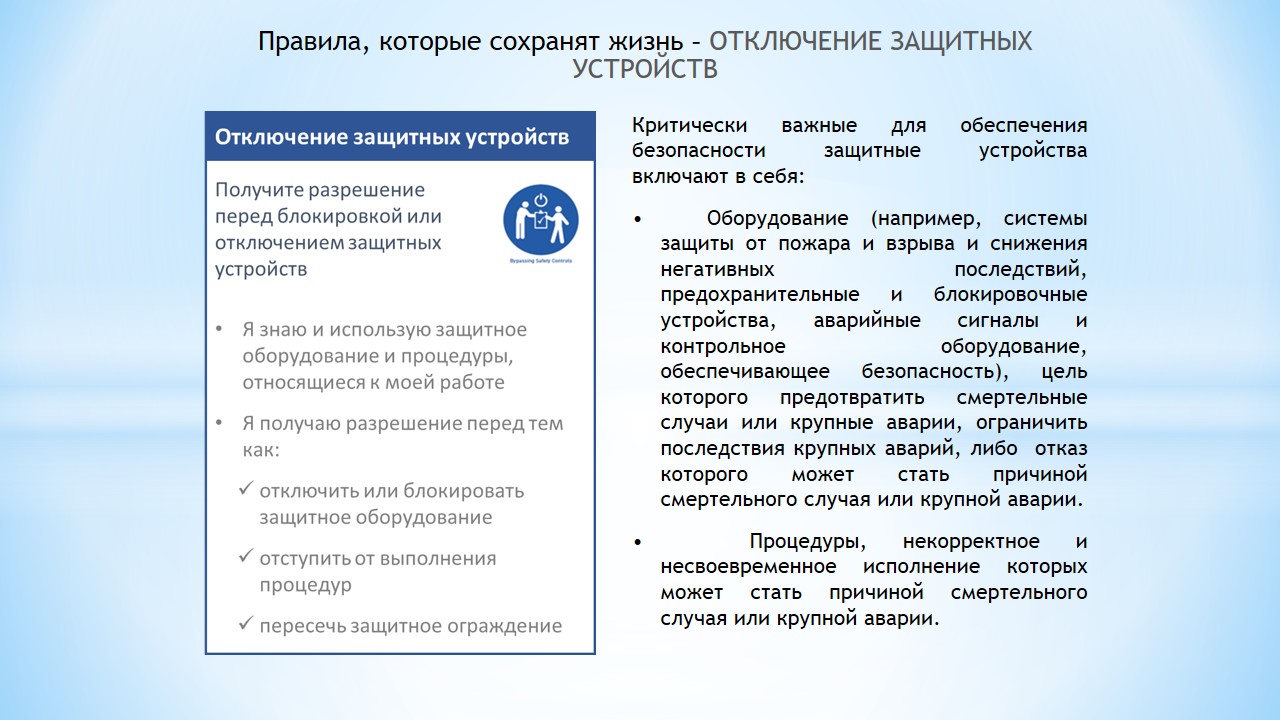 Правила, которые сохранят жизнь – ОТКЛЮЧЕНИЕ ЗАЩИТНЫХ
УСТРОЙСТВ
Отключение защитных устройств
Получите разрешение
перед блокировкой или
отключением защитных
устройств
Bypassing Safety Controls
• Я знаю и использую защитное
оборудование и процедуры,
относящиеся к моей работе
• Я получаю разрешение перед тем
как:
✓ отключить или блокировать
защитное оборудование
✓ отступить от выполнения
процедур
✓ пересечь защитное ограждение
Критически важные для обеспечения
безопасности защитные устройства
включают в себя:
• Оборудование (например, системы
защиты от пожара и взрыва и снижения
негативных последствий,
предохранительные и блокировочные
устройства, аварийные сигналы и
контрольное оборудование,
обеспечивающее безопасность), цель
которого предотвратить смертельные
случаи или крупные аварии, ограничить
последствия крупных аварий, либо отказ
которого может стать причиной
смертельного случая или крупной аварии.
• Процедуры, некорректное и
несвоевременное исполнение которых
может стать причиной смертельного
случая или крупной аварии.